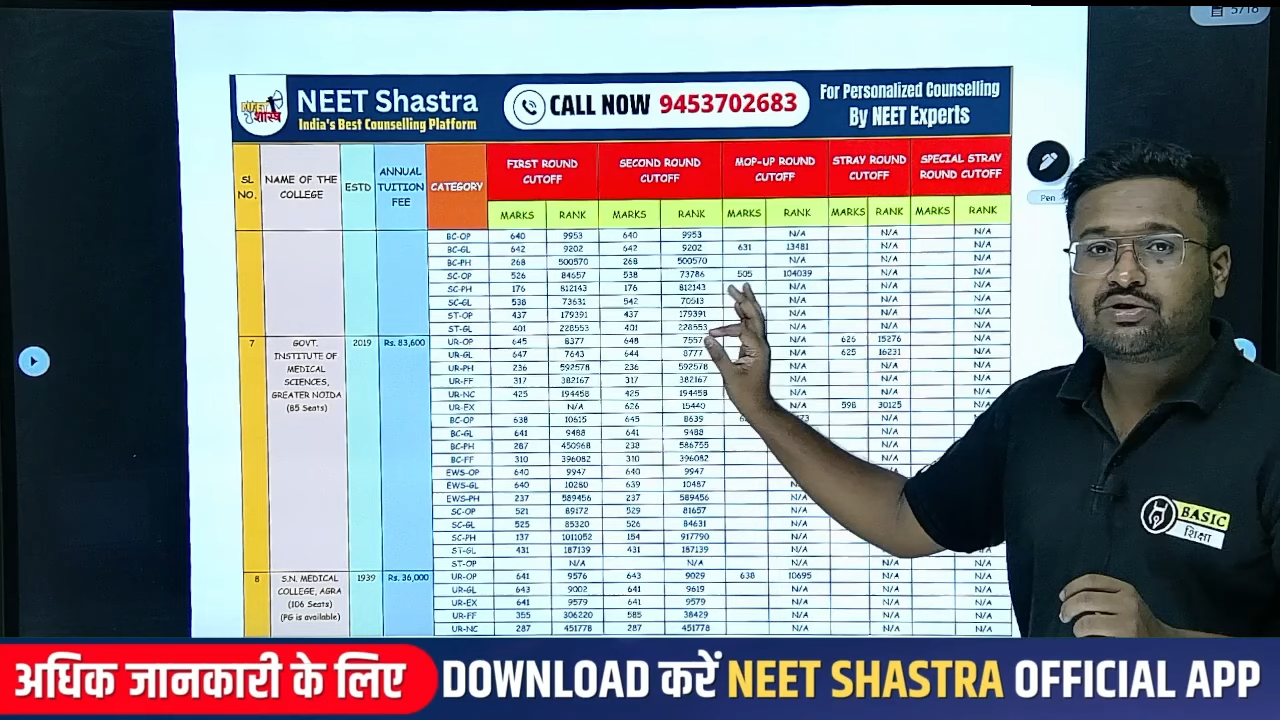 5/18
NEET शास्त्र
NEET Shastra
India's Best Counselling Platform
CALL NOW 9453702683
For Personalized Counselling
By NEET Experts
Pen
SL NO. NAME OF THE COLLEGE ESTD ANNUAL TUITION FEE CATEGORY FIRST ROUND CUTOFF SECOND ROUND CUTOFF MOP-UP ROUND CUTOFF STRAY ROUND CUTOFF SPECIAL STRAY ROUND CUTOFF
MARKS RANK MARKS RANK MARKS RANK MARKS RANK MARKS RANK
BC-OP 640 9953 640 9953 N/A N/A N/A
BC-GL 642 9202 642 9202 631 13481 N/A N/A
BC-PH 268 500570 268 500570 N/A N/A N/A
SC-OP 526 84657 538 73786 505 104039 N/A N/A
SC-PH 176 812143 176 812143 N/A N/A N/A
SC-GL 538 73631 542 70513 N/A N/A N/A
ST-OP 437 179391 437 179391 N/A N/A N/A
ST-GL 401 228553 401 228553 N/A N/A N/A
7 GOVT. INSTITUTE OF MEDICAL SCIENCES, GREATER NOIDA (85 Seats) 2019 Rs. 83,600 UR-OP 645 8377 648 7557 N/A 626 15276 N/A
UR-GL 647 7643 644 8777 N/A 625 16231 N/A
UR-PH 236 592578 236 592578 N/A N/A N/A
UR-FF 317 382167 317 382167 N/A N/A N/A
UR-NC 425 194458 425 194458 N/A N/A N/A
UR-EX N/A 626 15440 N/A 598 30125 N/A
BC-OP 638 10615 645 8639 N/A N/A
BC-GL 641 9488 641 9488 N/A N/A
BC-PH 287 450968 238 586755 N/A N/A
BC-FF 310 396082 310 396082 N/A N/A
EWS-OP 640 9947 640 9947 N/A
EWS-GL 640 10280 639 10487 N/A
EWS-PH 237 589456 237 589456 N/A
SC-OP 521 89172 529 81657 N/A
SC-GL 525 85320 526 84631 N/A
SC-PH 137 1011052 154 917790 N/A
ST-GL 431 187139 431 187139 N/A
ST-OP N/A N/A N/A N/A N/A
8 S.N. MEDICAL COLLEGE, AGRA (106 Seats) (PG is available) 1939 Rs. 36,000 UR-OP 641 9576 643 9029 638 10695 N/A N/A
UR-GL 643 9002 641 9619 N/A N/A N/A
UR-EX 641 9579 641 9579 N/A N/A N/A
UR-FF 355 306220 585 38429 N/A N/A N/A
UR-NC 287 451778 287 451778 N/A N/A N/A
BASIC
शिक्षा
अधिक जानकारी के लिए DOWNLOAD करें NEET SHASTRA OFFICIAL APP